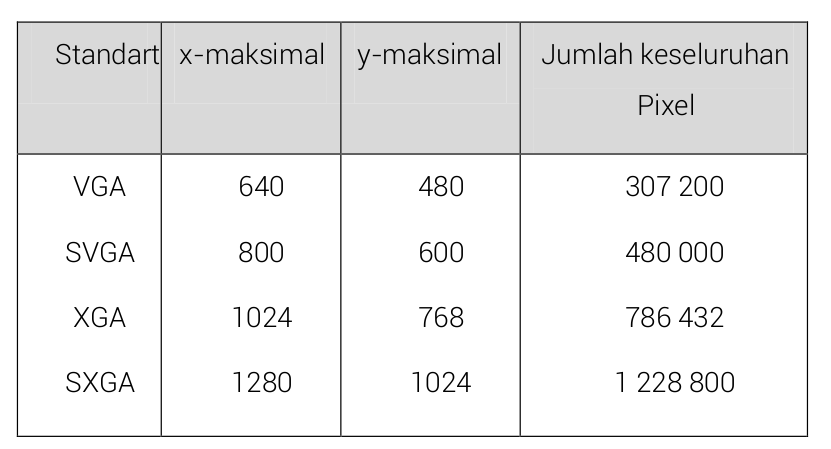 Standart x-maksimal y-maksimal Jumlah keseluruhan
Pixel
VGA 640 480 307 200
SVGA 800 600 480 000
XGA 1024 768 786 432
SXGA 1280 1024 1 228 800